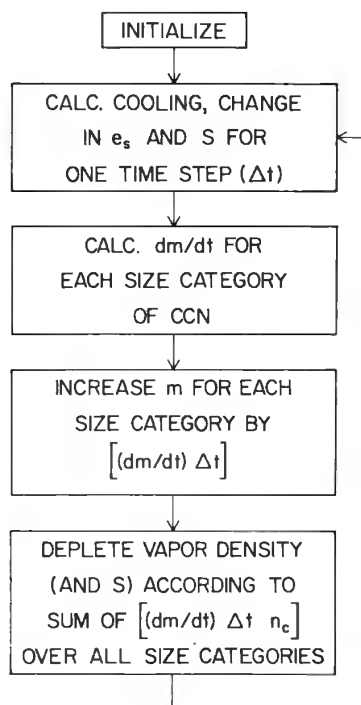 INITIALIZE
CALC. COOLING, CHANGE
IN eₛ AND S FOR
ONE TIME STEP (Δt)
CALC. dm/dt FOR
EACH SIZE CATEGORY
OF CCN
INCREASE m FOR EACH
SIZE CATEGORY BY
[(dm/dt) Δt]
DEPLETE VAPOR DENSITY
(AND S) ACCORDING TO
SUM OF [(dm/dt) Δt n_c]
OVER ALL SIZE CATEGORIES